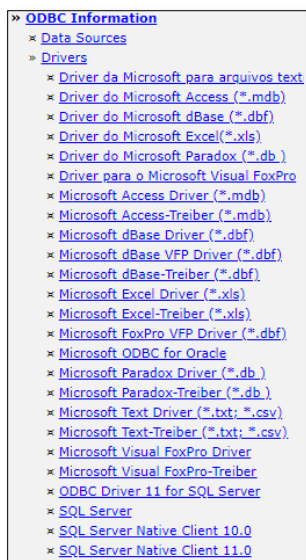 » ODBC Information
Data Sources
» Drivers
Driver da Microsoft para arquivos text
Driver do Microsoft Access (*.mdb)
Driver do Microsoft dBase (*.dbf)
Driver do Microsoft Excel(*.xls)
Driver do Microsoft Paradox (*.db )
Driver para o Microsoft Visual FoxPro
Microsoft Access Driver (*.mdb)
Microsoft Access-Treiber (*.mdb)
Microsoft dBase Driver (*.dbf)
Microsoft dBase VFP Driver (*.dbf)
Microsoft dBase-Treiber (*.dbf)
Microsoft Excel Driver (*.xls)
Microsoft Excel-Treiber (*.xls)
Microsoft FoxPro VFP Driver (*.dbf)
Microsoft ODBC for Oracle
Microsoft Paradox Driver (*.db )
Microsoft Paradox-Treiber (*.db )
Microsoft Text Driver (*.txt; *.csv)
Microsoft Text-Treiber (*.txt; *.csv)
Microsoft Visual FoxPro Driver
Microsoft Visual FoxPro-Treiber
ODBC Driver 11 for SQL Server
SQL Server
SQL Server Native Client 10.0
SQL Server Native Client 11.0